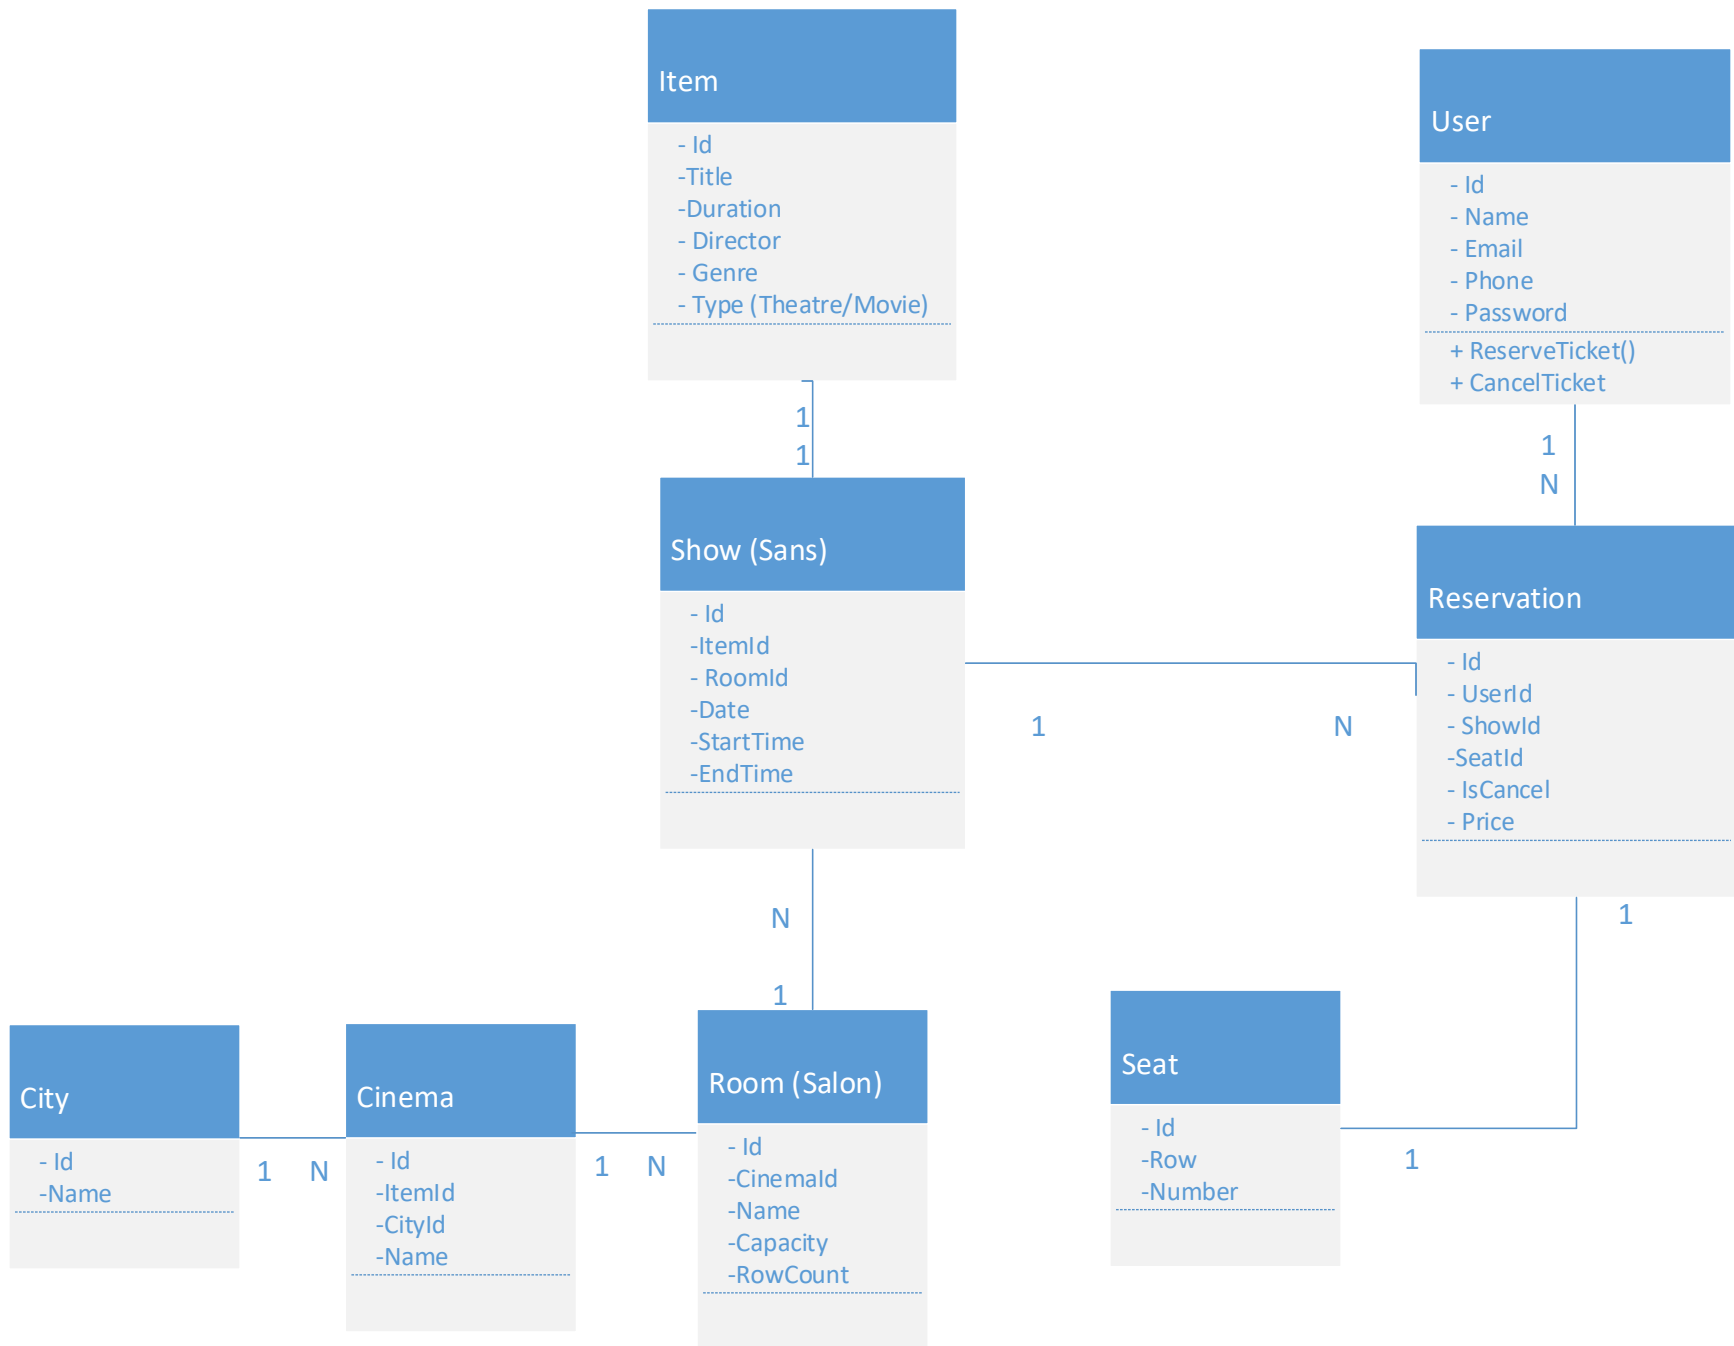 Item
- Id
-Title
-Duration
- Director
- Genre
- Type (Theatre/Movie)
User
- Id
- Name
- Email
- Phone
- Password
+ ReserveTicket()
+ CancelTicket
1
1
1
N
Show (Sans)
- Id
-ItemId
- RoomId
-Date
-StartTime
-EndTime
Reservation
- Id
- UserId
- ShowId
-SeatId
- IsCancel
- Price
1
N
N
1
1
City
- Id
-Name
1
N
Cinema
- Id
-ItemId
-CityId
-Name
1
N
Room (Salon)
- Id
-CinemaId
-Name
-Capacity
-RowCount
Seat
- Id
-Row
-Number
1